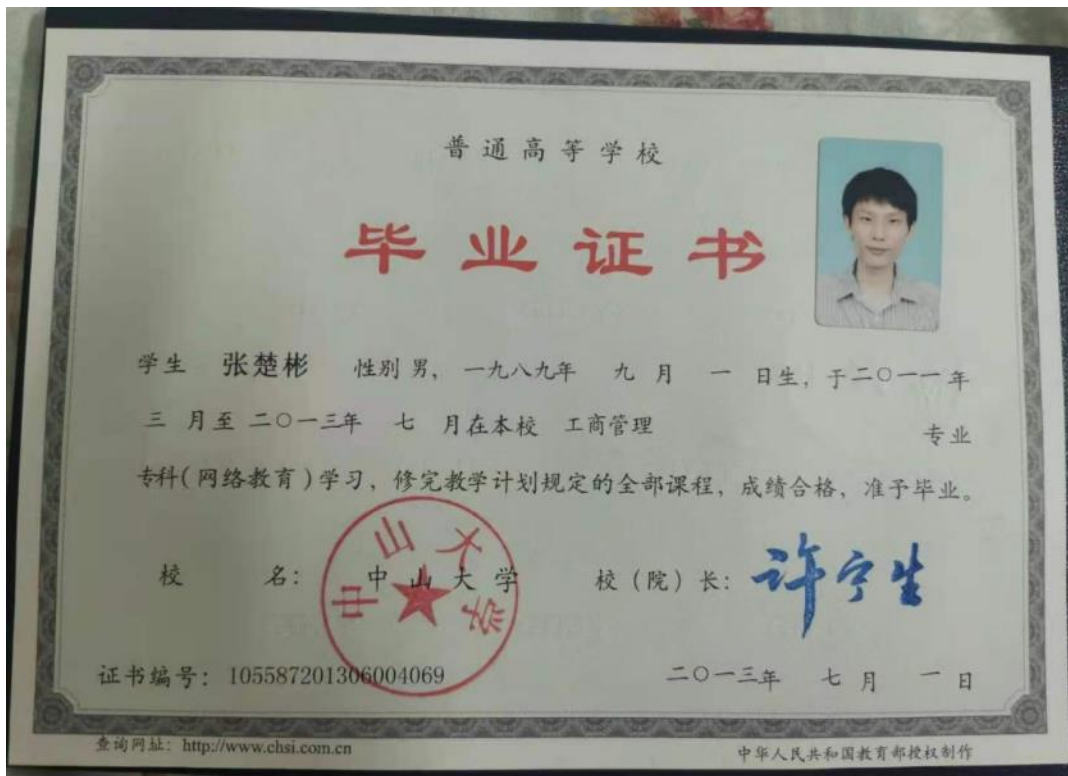 普通高等学校
毕业证书
学生 张楚彬 性别 男， 一九八九年 九 月 一 日生，于二〇一一年
三 月至 二〇一三年 七 月在本校 工商管理 专业
专科（网络教育）学习，修完教学计划规定的全部课程，成绩合格，准予毕业。
校 名： 中山大学 校（院）长： 许宁生
中山大学
证书编号： 105587201306004069 二〇一三年 七 月 一 日
查询网址： http://www.chsi.com.cn 中华人民共和国教育部授权制作